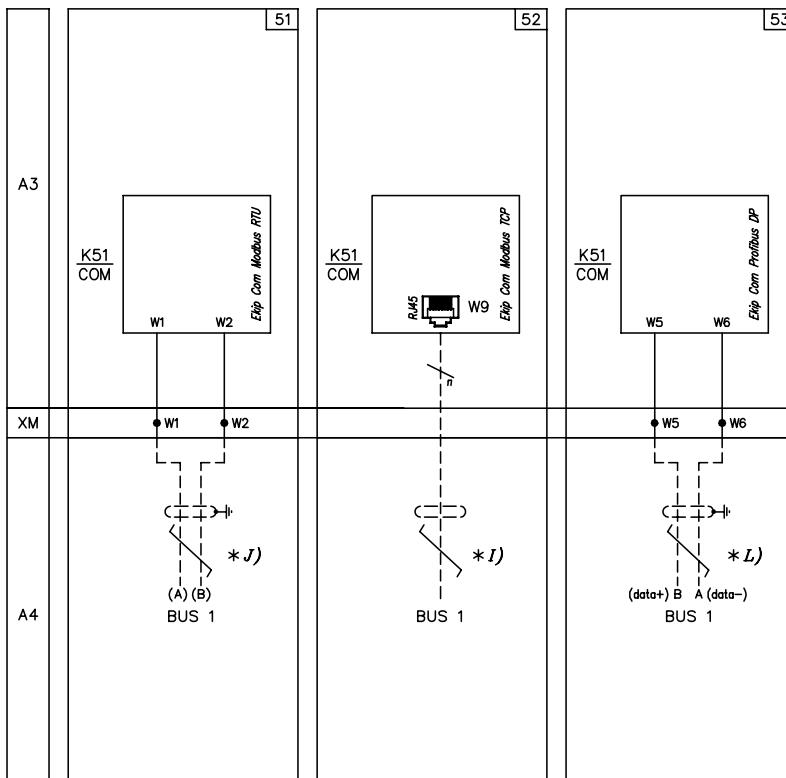 51
52
53
A3
K51
COM
Ekip Com Modbus RTU
W1
W2
K51
COM
Ekip Com Modbus TCP
RJ45
W9
n
K51
COM
Ekip Com Profibus DP
W5
W6
XM
W1
W2
W5
W6
A4
* J)
(A) (B)
BUS 1
* I)
BUS 1
* L)
(data+) B A (data-)
BUS 1